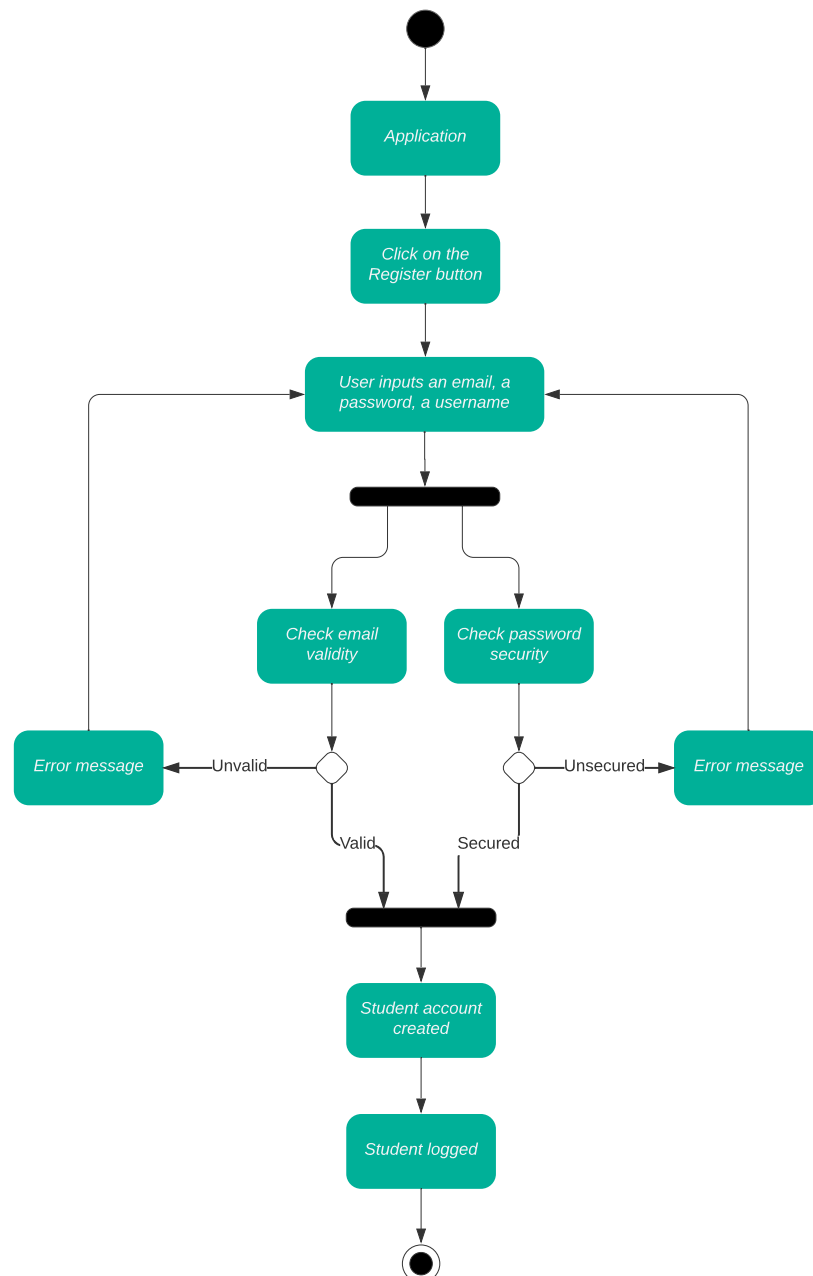 Application
Click on the
Register button
User inputs an email, a
password, a username
Check email
validity
Check password
security
Error message
Unvalid
Unsecured
Error message
Valid
Secured
Student account
created
Student logged